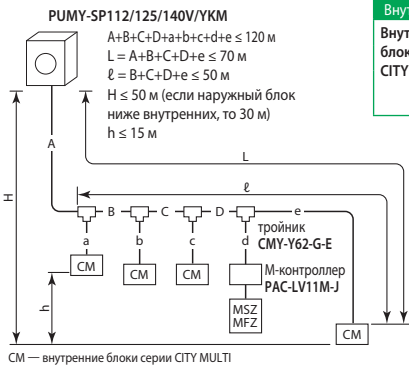 PUMY-SP112/125/140V/YKM
A+B+C+D+a+b+c+d+e ≤ 120 м
L = A+B+C+D+e ≤ 70 м
ℓ = B+C+D+e ≤ 50 м
H ≤ 50 м (если наружный блок
ниже внутренних, то 30 м)
h ≤ 15 м
Внут
Внут
блок
CITY
A
L
H
ℓ
B
C
D
e
a
b
c
d
тройник
CMY-Y62-G-E
CM
CM
CM
М-контроллер
PAC-LV11M-J
h
MSZ
MFZ
CM
CM — внутренние блоки серии CITY MULTI